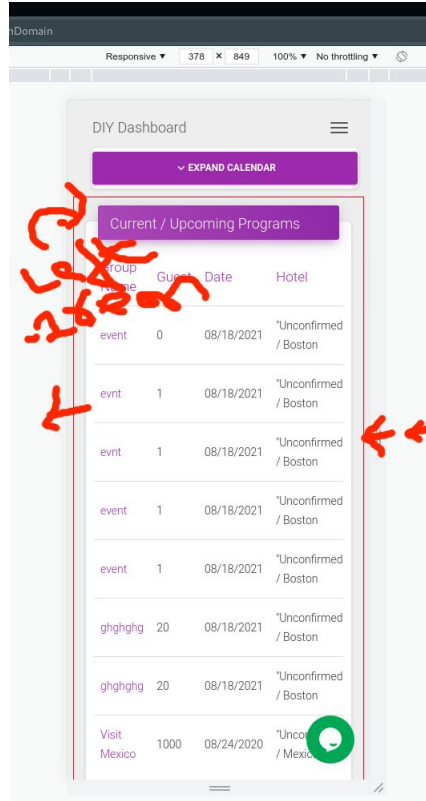 nDomain
Responsive ▼ 378 × 849 100% ▼ No throttling ▼
DIY Dashboard
EXPAND CALENDAR
Current / Upcoming Programs
Group Name Guest Date Hotel
event 0 08/18/2021 "Unconfirmed / Boston
evnt 1 08/18/2021 "Unconfirmed / Boston
evnt 1 08/18/2021 "Unconfirmed / Boston
event 1 08/18/2021 "Unconfirmed / Boston
event 1 08/18/2021 "Unconfirmed / Boston
ghghghg 20 08/18/2021 "Unconfirmed / Boston
ghghghg 20 08/18/2021 "Unconfirmed / Boston
Visit Mexico 1000 08/24/2020 / Mexic